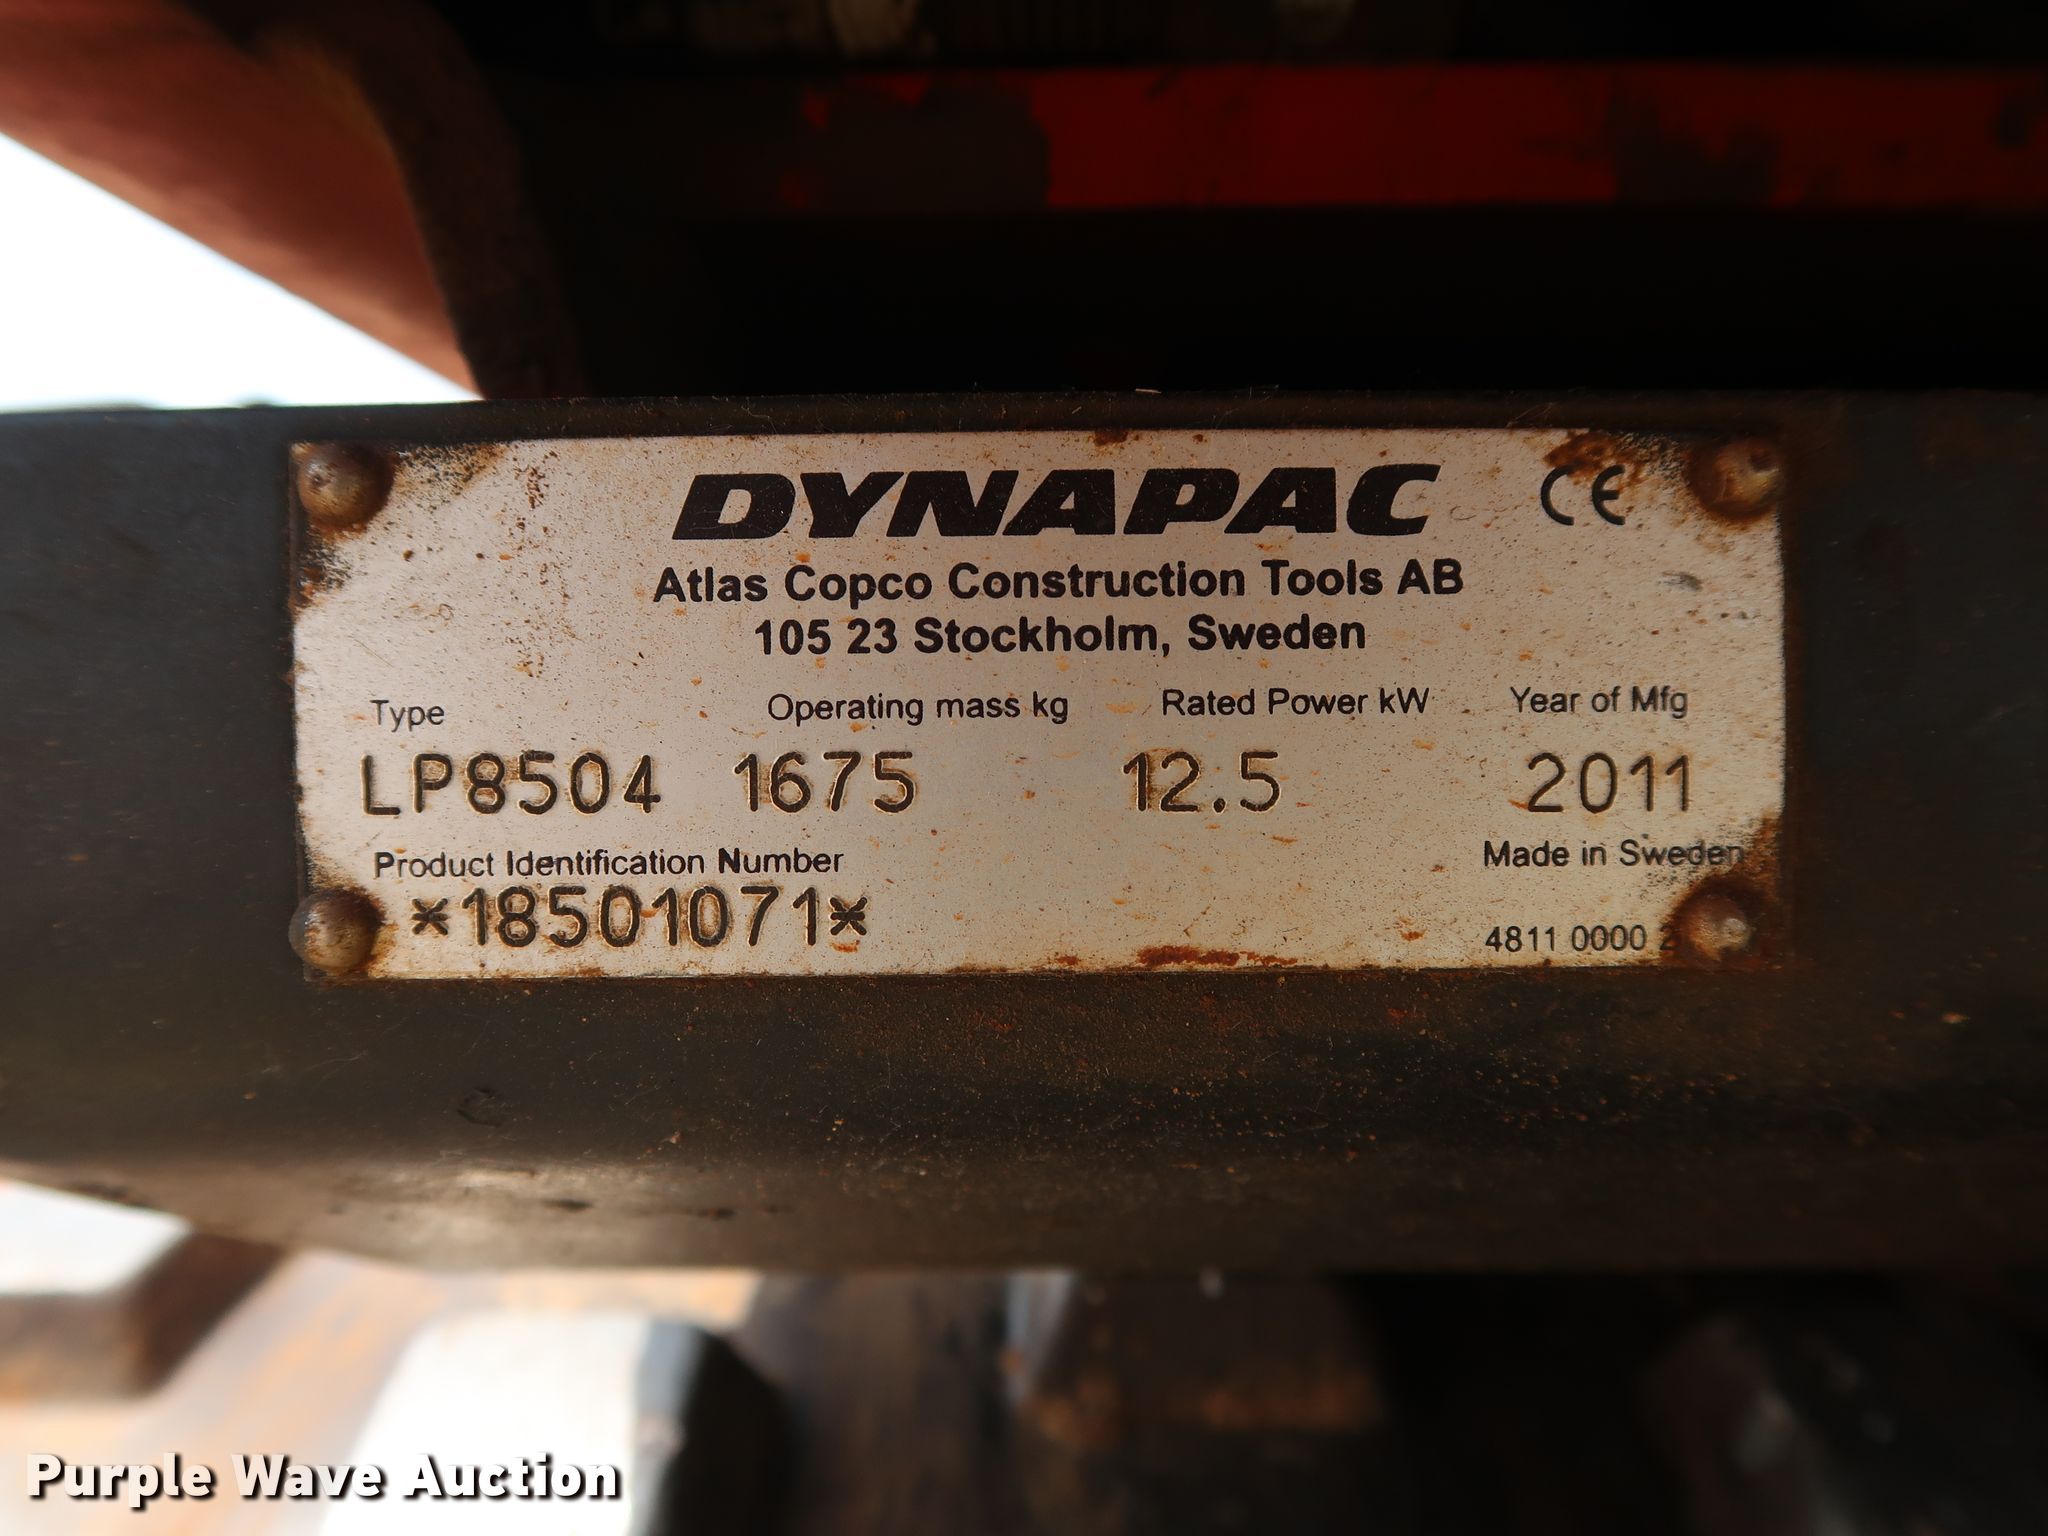 DYNAPAC CE
Atlas Copco Construction Tools AB
105 23 Stockholm, Sweden
Type Operating mass kg Rated Power kW Year of Mfg
LP8504 1675 12.5 2011
Product Identification Number Made in Sweden
*18501071*
4811 0000
Purple Wave Auction